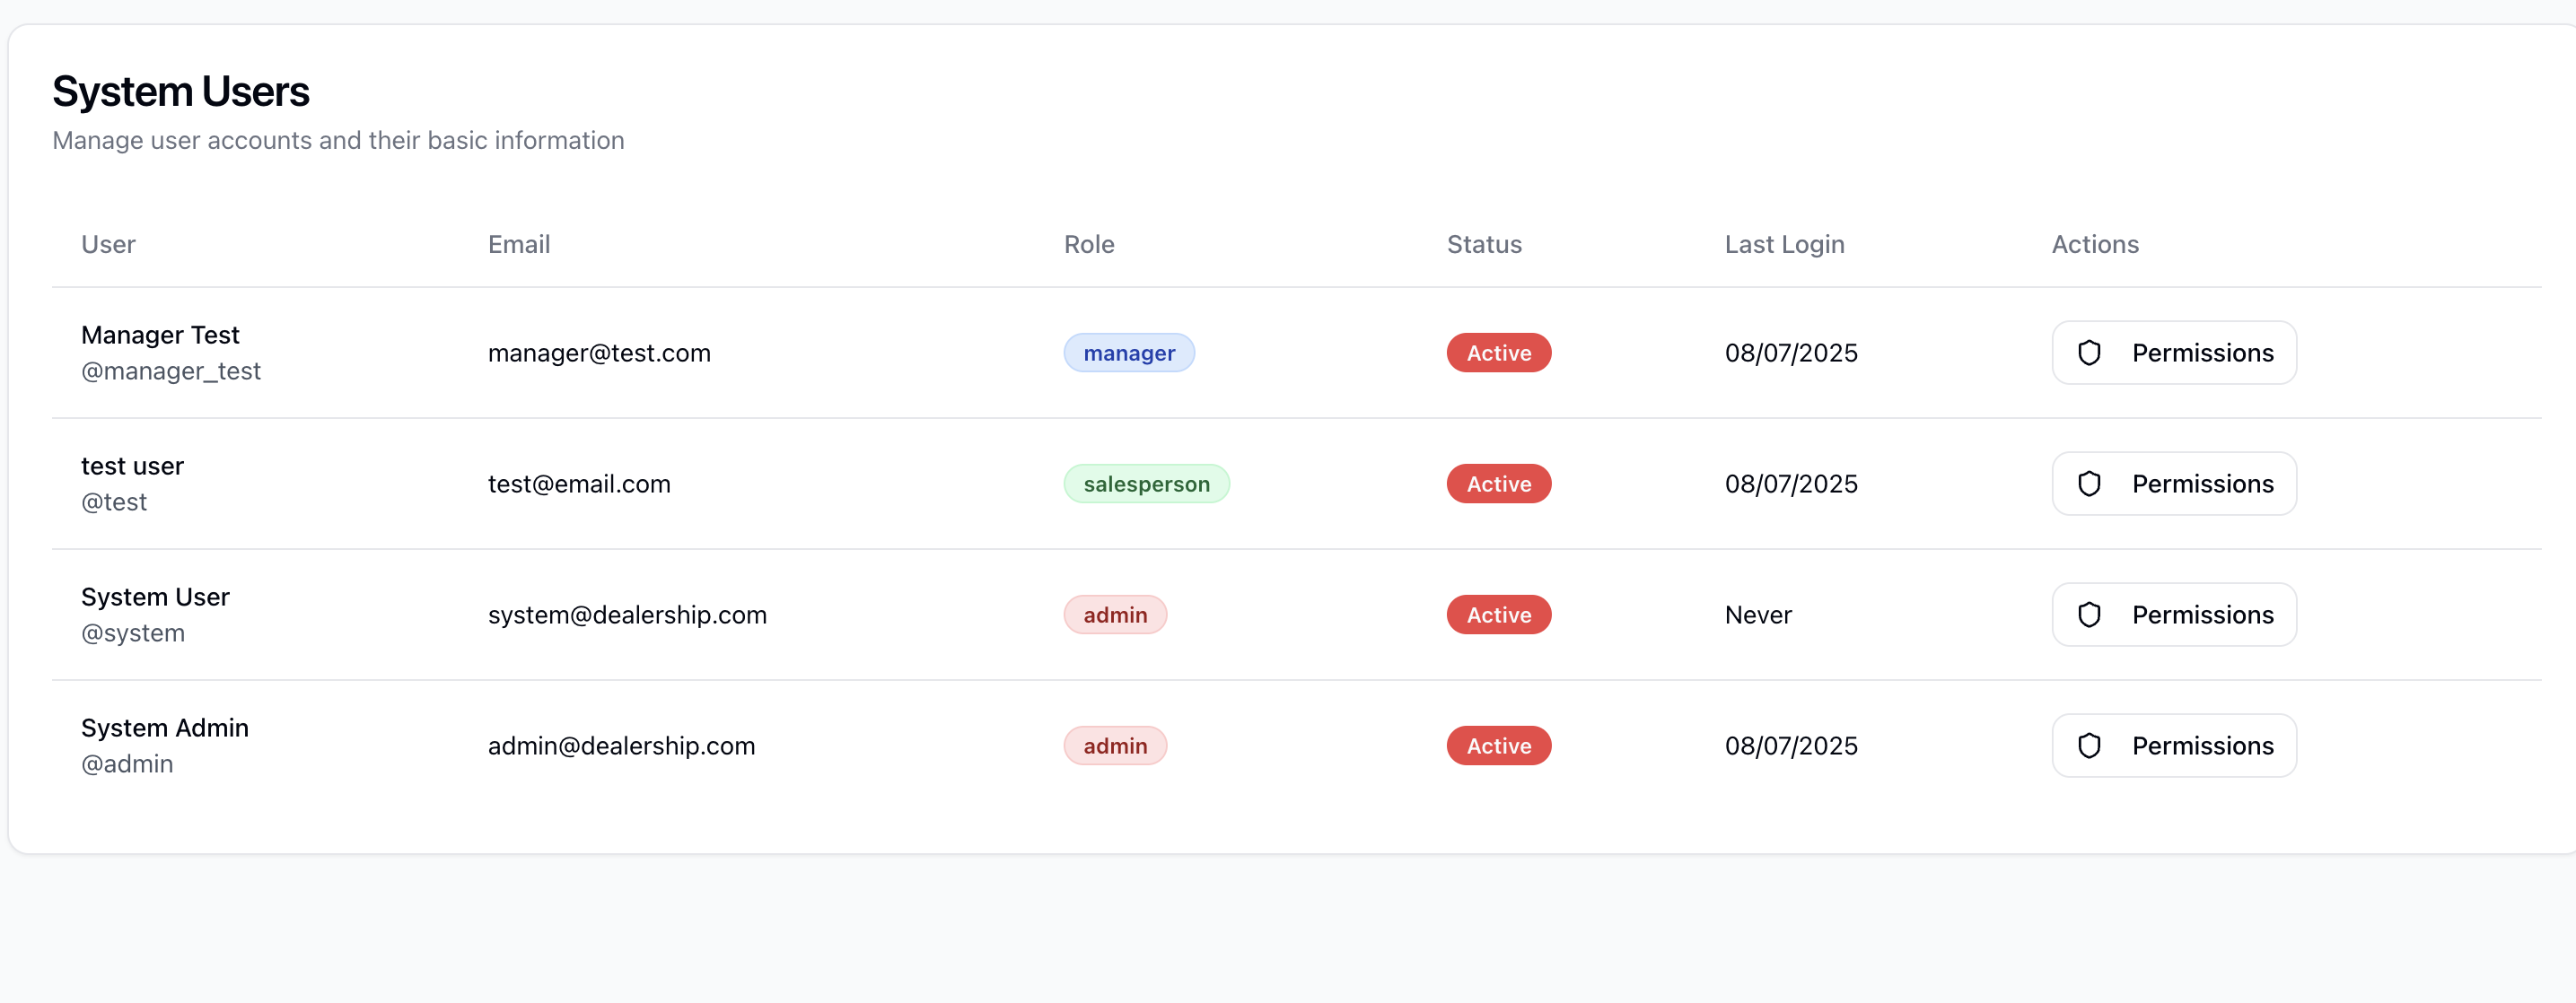 System Users
Manage user accounts and their basic information
User Email Role Status Last Login Actions
Manager Test
@manager_test
manager@test.com manager Active 08/07/2025 Permissions
test user
@test
test@email.com salesperson Active 08/07/2025 Permissions
System User
@system
system@dealership.com admin Active Never Permissions
System Admin
@admin
admin@dealership.com admin Active 08/07/2025 Permissions